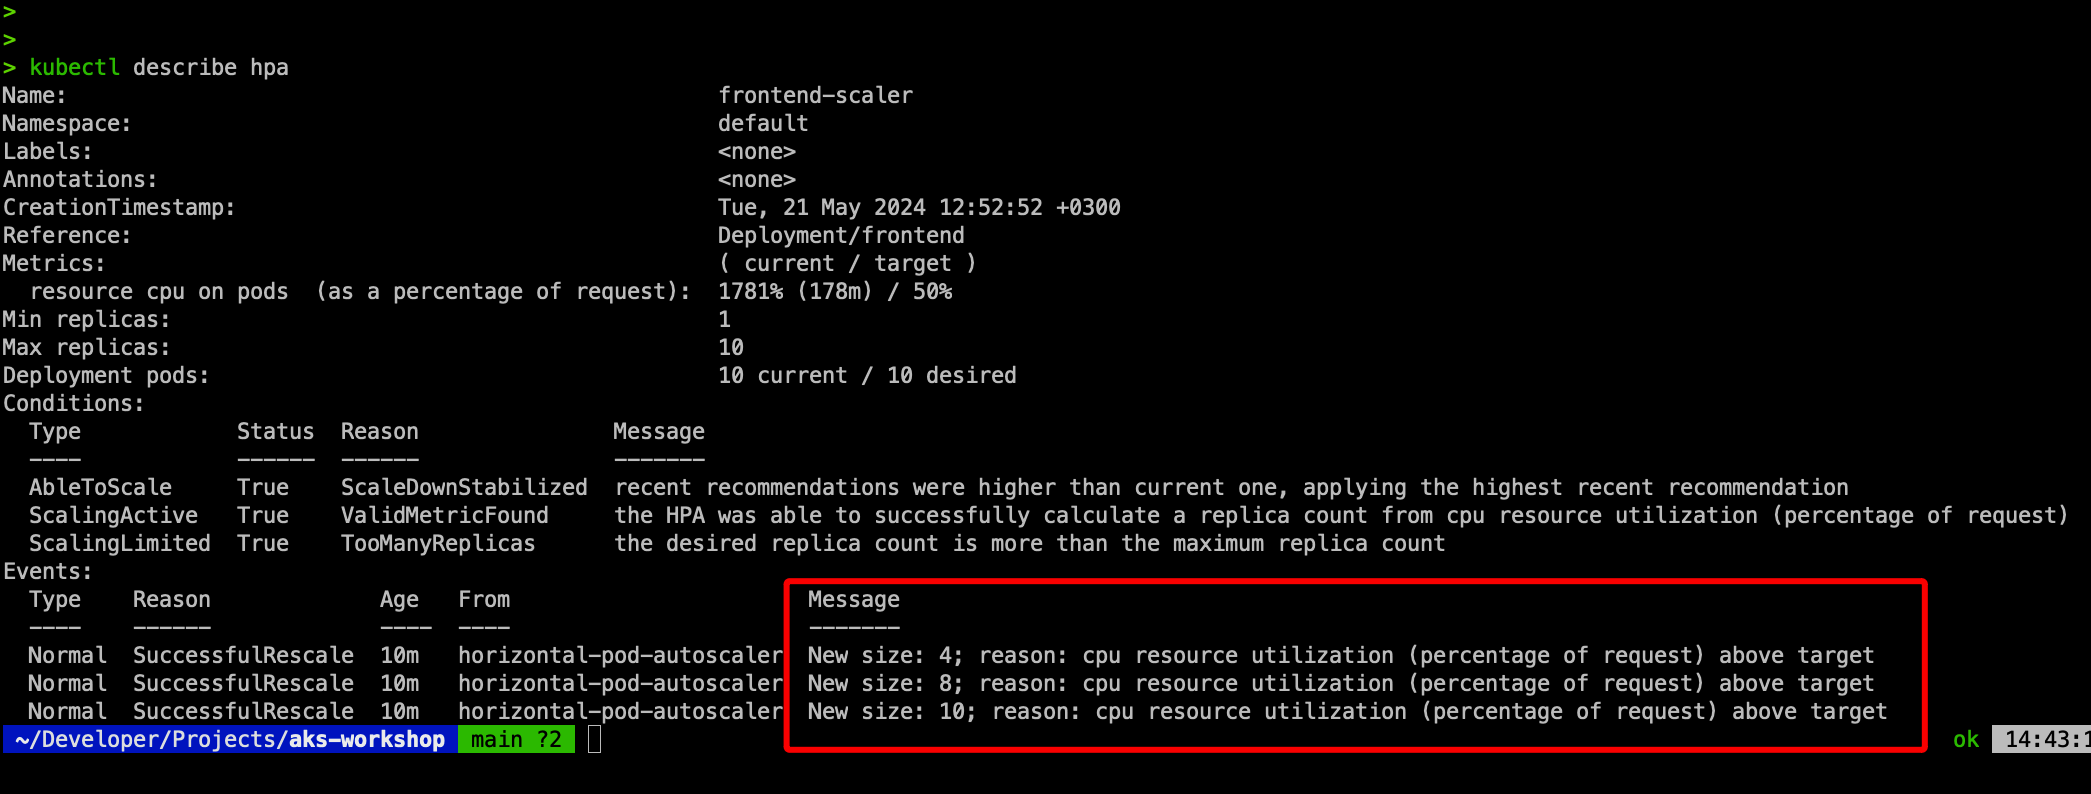 >
>
> kubectl describe hpa
Name:                                                  frontend-scaler
Namespace:                                             default
Labels:                                                <none>
Annotations:                                           <none>
CreationTimestamp:                                     Tue, 21 May 2024 12:52:52 +0300
Reference:                                             Deployment/frontend
Metrics:                                               ( current / target )
  resource cpu on pods  (as a percentage of request):  1781% (178m) / 50%
Min replicas:                                          1
Max replicas:                                          10
Deployment pods:                                       10 current / 10 desired
Conditions:
  Type            Status  Reason               Message
  ----            ------  ------               -------
  AbleToScale     True    ScaleDownStabilized  recent recommendations were higher than current one, applying the highest recent recommendation
  ScalingActive   True    ValidMetricFound     the HPA was able to successfully calculate a replica count from cpu resource utilization (percentage of request)
  ScalingLimited  True    TooManyReplicas      the desired replica count is more than the maximum replica count
Events:
  Type    Reason             Age   From                       Message
  ----    ------             ----  ----                       -------
  Normal  SuccessfulRescale  10m   horizontal-pod-autoscaler  New size: 4; reason: cpu resource utilization (percentage of request) above target
  Normal  SuccessfulRescale  10m   horizontal-pod-autoscaler  New size: 8; reason: cpu resource utilization (percentage of request) above target
  Normal  SuccessfulRescale  10m   horizontal-pod-autoscaler  New size: 10; reason: cpu resource utilization (percentage of request) above target
~/Developer/Projects/aks-workshop  main ?2  ok  14:43:1